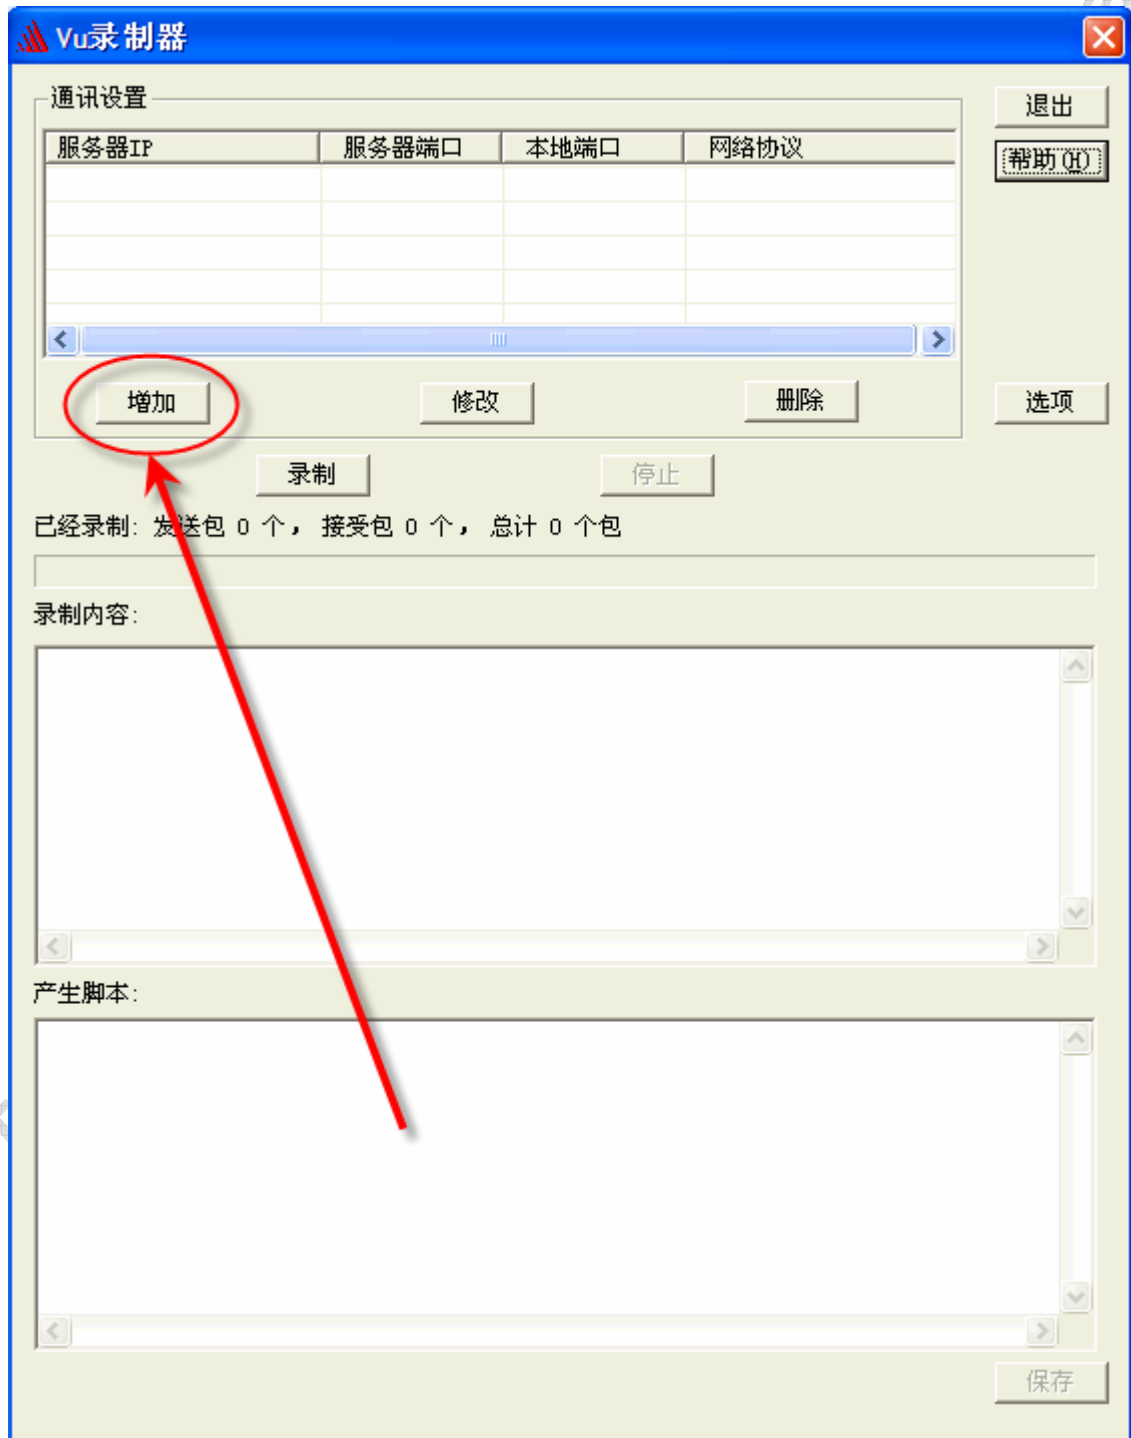 Vu录制器
通讯设置
退出
服务器IP 服务器端口 本地端口 网络协议
帮助(H)
增加 修改 删除 选项
录制 停止
已经录制: 发送包 0 个, 接受包 0 个, 总计 0 个包
录制内容:
产生脚本:
保存